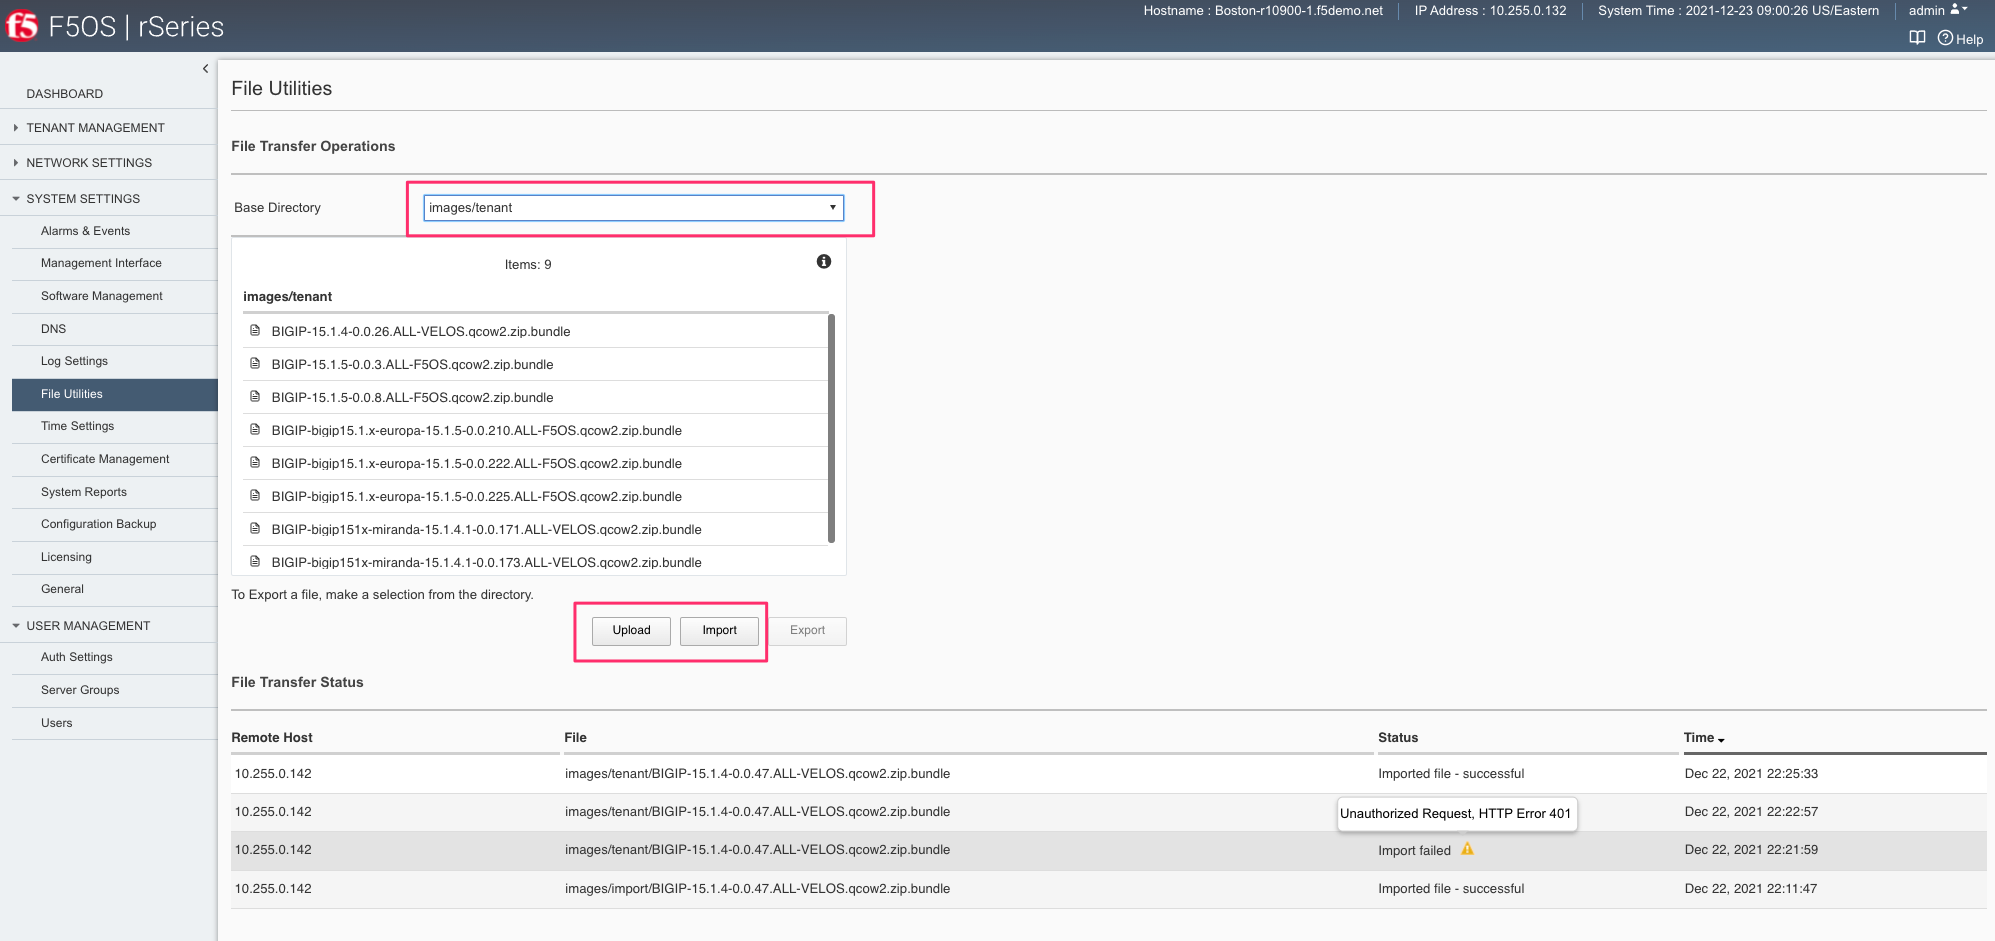 Hostname : Boston-r10900-1.f5demo.net IP Address : 10.255.0.132 System Time : 2021-12-23 09:00:26 US/Eastern admin
f5 F5OS | rSeries
Help
DASHBOARD
TENANT MANAGEMENT
NETWORK SETTINGS
SYSTEM SETTINGS
Alarms & Events
Management Interface
Software Management
DNS
Log Settings
File Utilities
Time Settings
Certificate Management
System Reports
Configuration Backup
Licensing
General
USER MANAGEMENT
Auth Settings
Server Groups
Users
File Utilities
File Transfer Operations
Base Directory images/tenant
Items: 9
images/tenant
BIGIP-15.1.4-0.0.26.ALL-VELOS.qcow2.zip.bundle
BIGIP-15.1.5-0.0.3.ALL-F5OS.qcow2.zip.bundle
BIGIP-15.1.5-0.0.8.ALL-F5OS.qcow2.zip.bundle
BIGIP-bigip15.1.x-europa-15.1.5-0.0.210.ALL-F5OS.qcow2.zip.bundle
BIGIP-bigip15.1.x-europa-15.1.5-0.0.222.ALL-F5OS.qcow2.zip.bundle
BIGIP-bigip15.1.x-europa-15.1.5-0.0.225.ALL-F5OS.qcow2.zip.bundle
BIGIP-bigip151x-miranda-15.1.4.1-0.0.171.ALL-VELOS.qcow2.zip.bundle
BIGIP-bigip151x-miranda-15.1.4.1-0.0.173.ALL-VELOS.qcow2.zip.bundle
To Export a file, make a selection from the directory.
Upload Import Export
File Transfer Status
Remote Host File Status Time
10.255.0.142 images/tenant/BIGIP-15.1.4-0.0.47.ALL-VELOS.qcow2.zip.bundle Imported file - successful Dec 22, 2021 22:25:33
10.255.0.142 images/tenant/BIGIP-15.1.4-0.0.47.ALL-VELOS.qcow2.zip.bundle Unauthorized Request, HTTP Error 401 Dec 22, 2021 22:22:57
10.255.0.142 images/tenant/BIGIP-15.1.4-0.0.47.ALL-VELOS.qcow2.zip.bundle Import failed Dec 22, 2021 22:21:59
10.255.0.142 images/import/BIGIP-15.1.4-0.0.47.ALL-VELOS.qcow2.zip.bundle Imported file - successful Dec 22, 2021 22:11:47